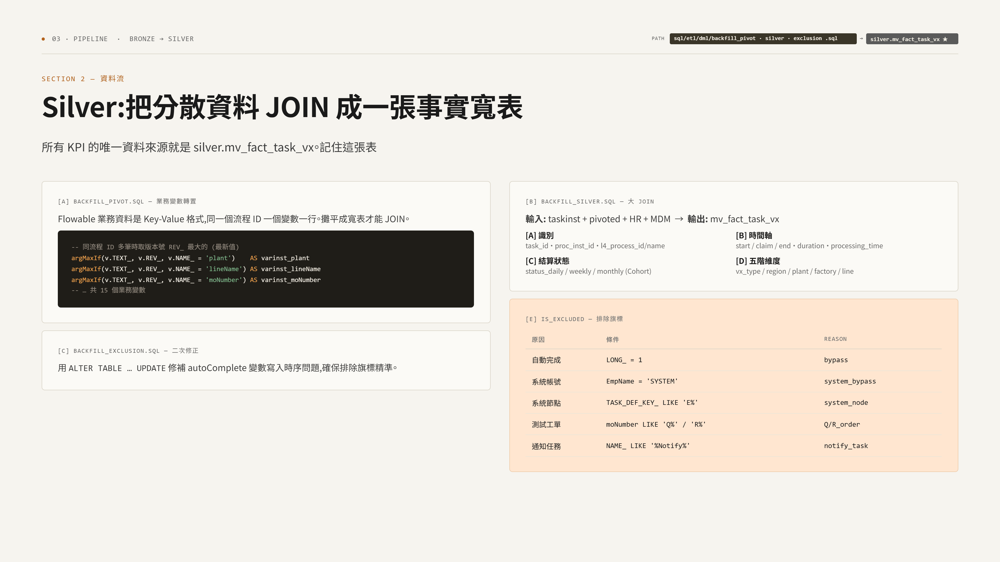 03 · PIPELINE · BRONZE → SILVER
PATH sql/etl/dml/backfill_pivot · silver · exclusion .sql → silver.mv_fact_task_vx ★
SECTION 2 — 資料流
Silver:把分散資料 JOIN 成一張事實寬表
所有 KPI 的唯一資料來源就是 silver.mv_fact_task_vx。記住這張表
[A] BACKFILL_PIVOT.SQL — 業務變數轉置
Flowable 業務資料是 Key-Value 格式,同一個流程 ID 一個變數一行。攤平成寬表才能 JOIN。
-- 同流程 ID 多筆時取版本號 REV_ 最大的 (最新值)
argMaxIf(v.TEXT_, v.REV_, v.NAME_ = 'plant')    AS varinst_plant
argMaxIf(v.TEXT_, v.REV_, v.NAME_ = 'lineName') AS varinst_lineName
argMaxIf(v.TEXT_, v.REV_, v.NAME_ = 'moNumber') AS varinst_moNumber
-- … 共 15 個業務變數
[C] BACKFILL_EXCLUSION.SQL — 二次修正
用 ALTER TABLE … UPDATE 修補 autoComplete 變數寫入時序問題,確保排除旗標精準。
[B] BACKFILL_SILVER.SQL — 大 JOIN
輸入: taskinst + pivoted + HR + MDM → 輸出: mv_fact_task_vx
[A] 識別
task_id · proc_inst_id · l4_process_id/name
[B] 時間軸
start / claim / end · duration · processing_time
[C] 結算狀態
status_daily / weekly / monthly (Cohort)
[D] 五階維度
vx_type / region / plant / factory / line
[E] IS_EXCLUDED — 排除旗標
原因 條件 REASON
自動完成 LONG_ = 1 bypass
系統帳號 EmpName = 'SYSTEM' system_bypass
系統節點 TASK_DEF_KEY_ LIKE 'E%' system_node
測試工單 moNumber LIKE 'Q%' / 'R%' Q/R_order
通知任務 NAME_ LIKE '%Notify%' notify_task